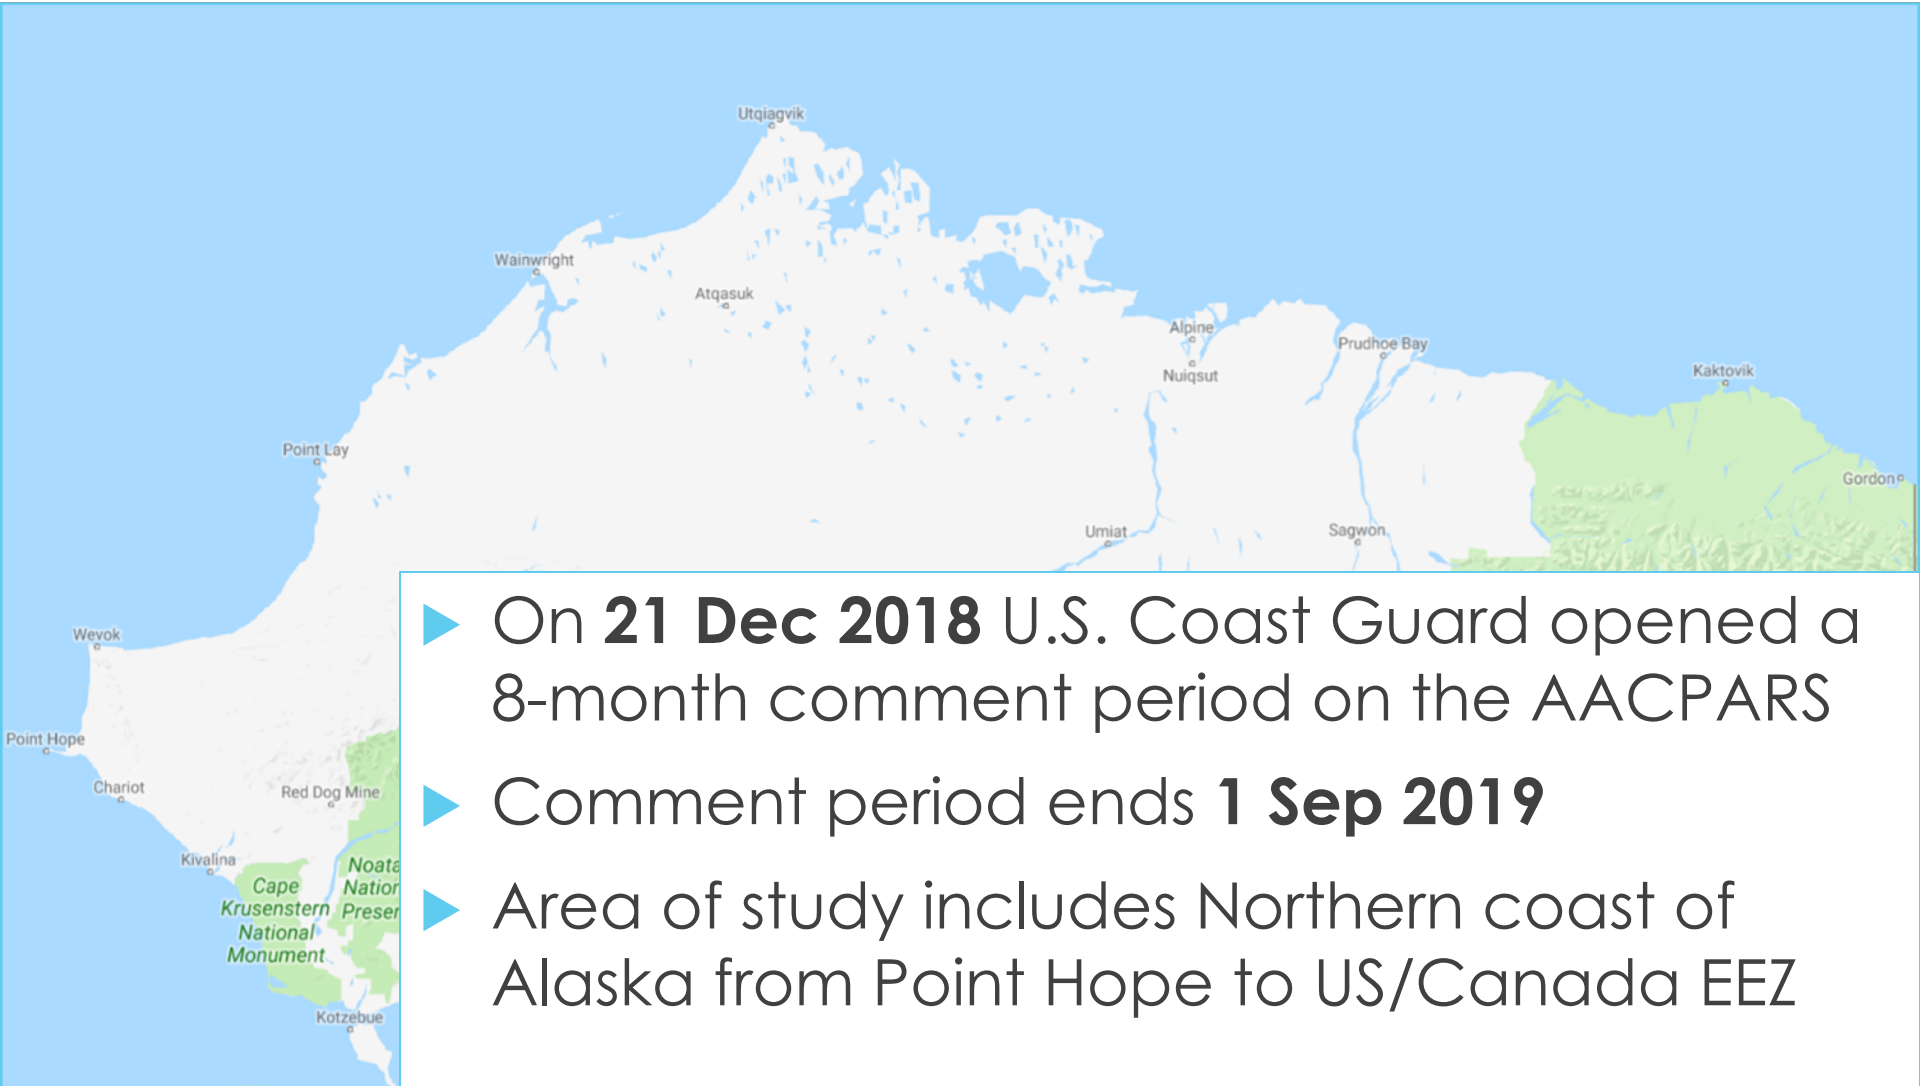 Utqiagvik
Wainwright
Atqasuk
Alpine
Prudhoe Bay
Nuiqsut
Kaktovik
Point Lay
Gordon
Umiat
Sagwon
Wevok
Point Hope
Chariot
Red Dog Mine
Kivalina
Cape
Krusenstern
National
Monument
Noata
Nation
Preser
Kotzebue
On 21 Dec 2018 U.S. Coast Guard opened a
8-month comment period on the AACPARS
Comment period ends 1 Sep 2019
Area of study includes Northern coast of
Alaska from Point Hope to US/Canada EEZ